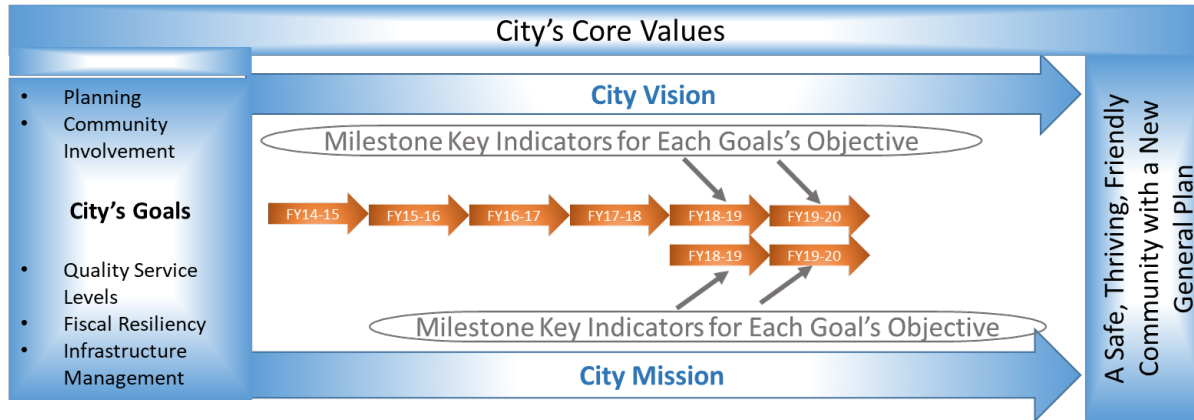 City's Core Values
• Planning
• Community
Involvement
City's Goals
• Quality Service
Levels
• Fiscal Resiliency
• Infrastructure
Management
City Vision
Milestone Key Indicators for Each Goals's Objective
FY14-15
FY15-16
FY16-17
FY17-18
FY18-19
FY19-20
FY18-19
FY19-20
Milestone Key Indicators for Each Goal's Objective
City Mission
A Safe, Thriving, Friendly
Community with a New
General Plan